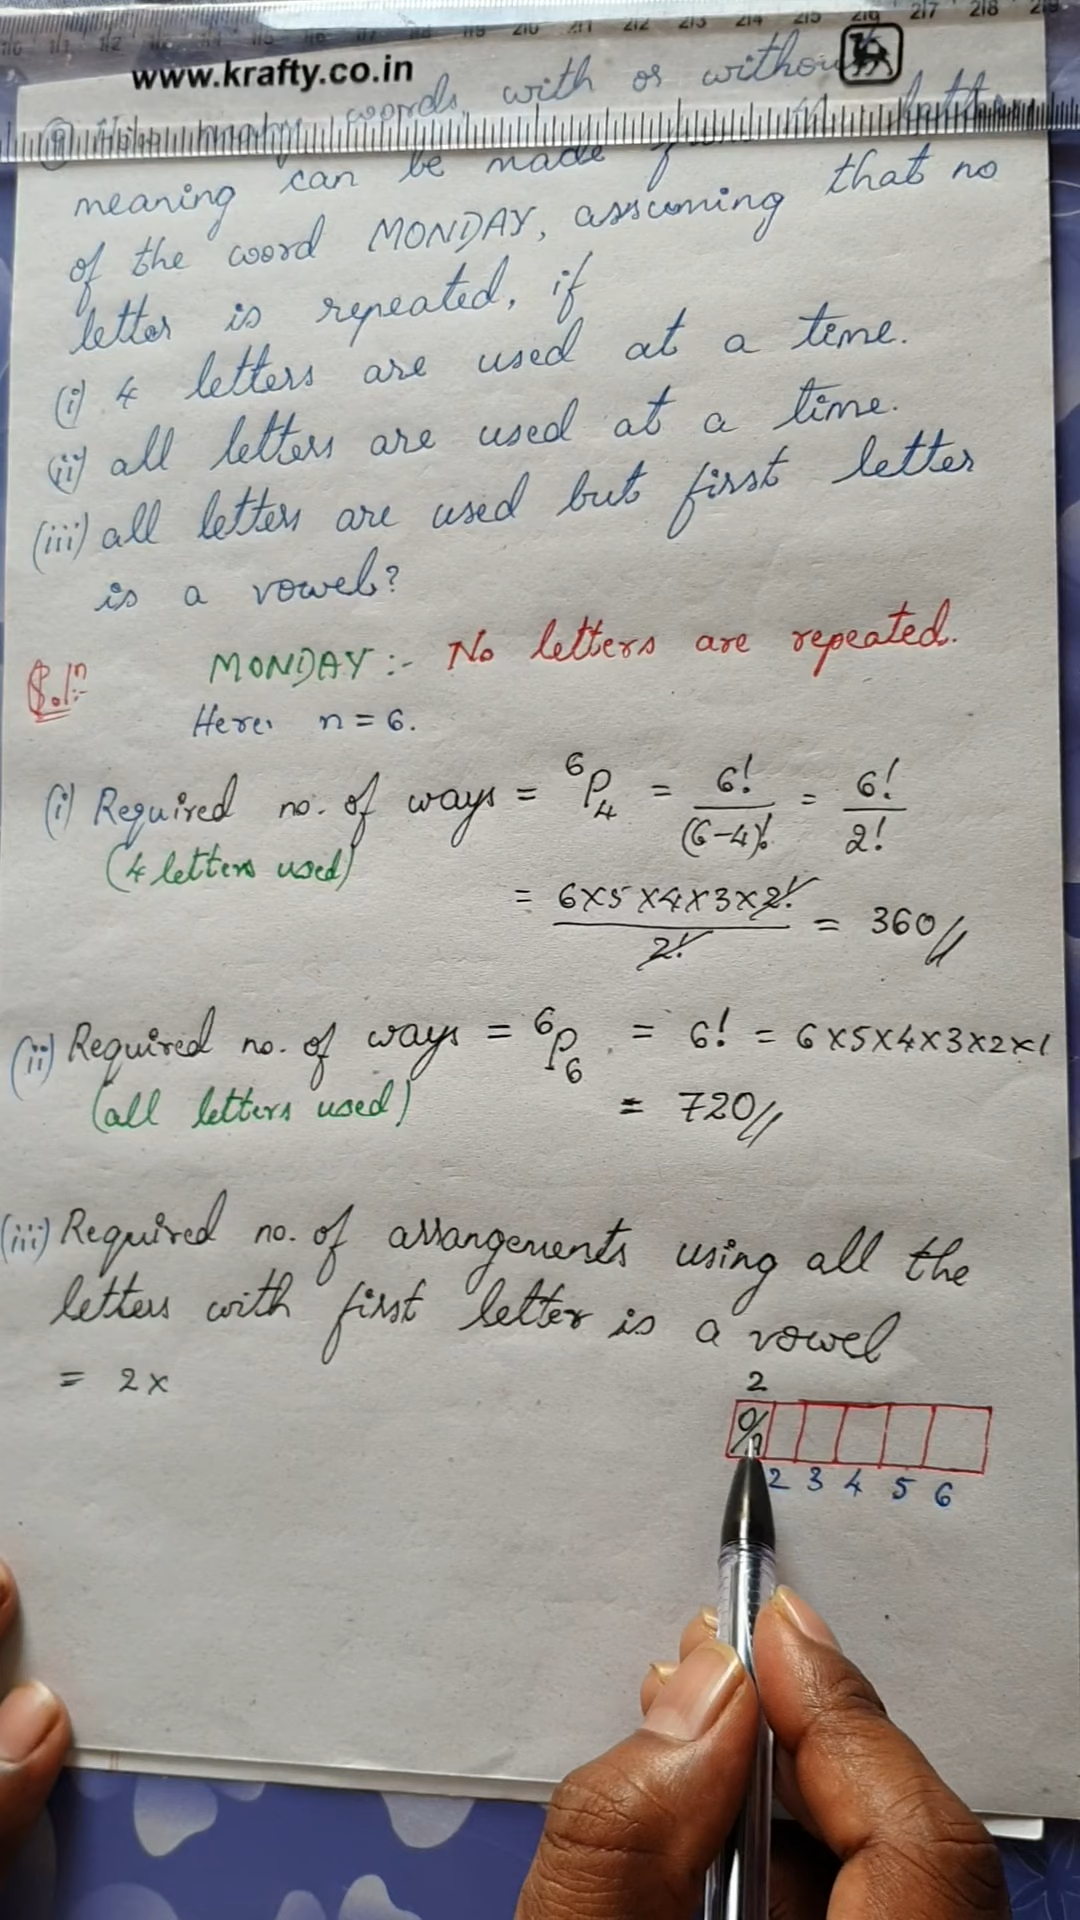 www.krafty.co.in
words, with or without
meaning can be made
of the word MONDAY, assuming that no
letter is repeated, if
(i) 4 letters are used at a time.
(ii) all letters are used at a time.
(iii) all letters are used but first letter
is a vowel?
Sol:- MONDAY :- No letters are repeated.
Here, n = 6.
(i) Required no. of ways = ⁶P₄ = 6!/(6-4)! = 6!/2!
(4 letters used)
= 6×5×4×3×2!/2! = 360//
(ii) Required no. of ways = ⁶P₆ = 6! = 6×5×4×3×2×1
(all letters used) = 720//
(iii) Required no. of arrangements using all the
letters with first letter is a vowel
= 2×
2
O/A
2 3 4 5 6